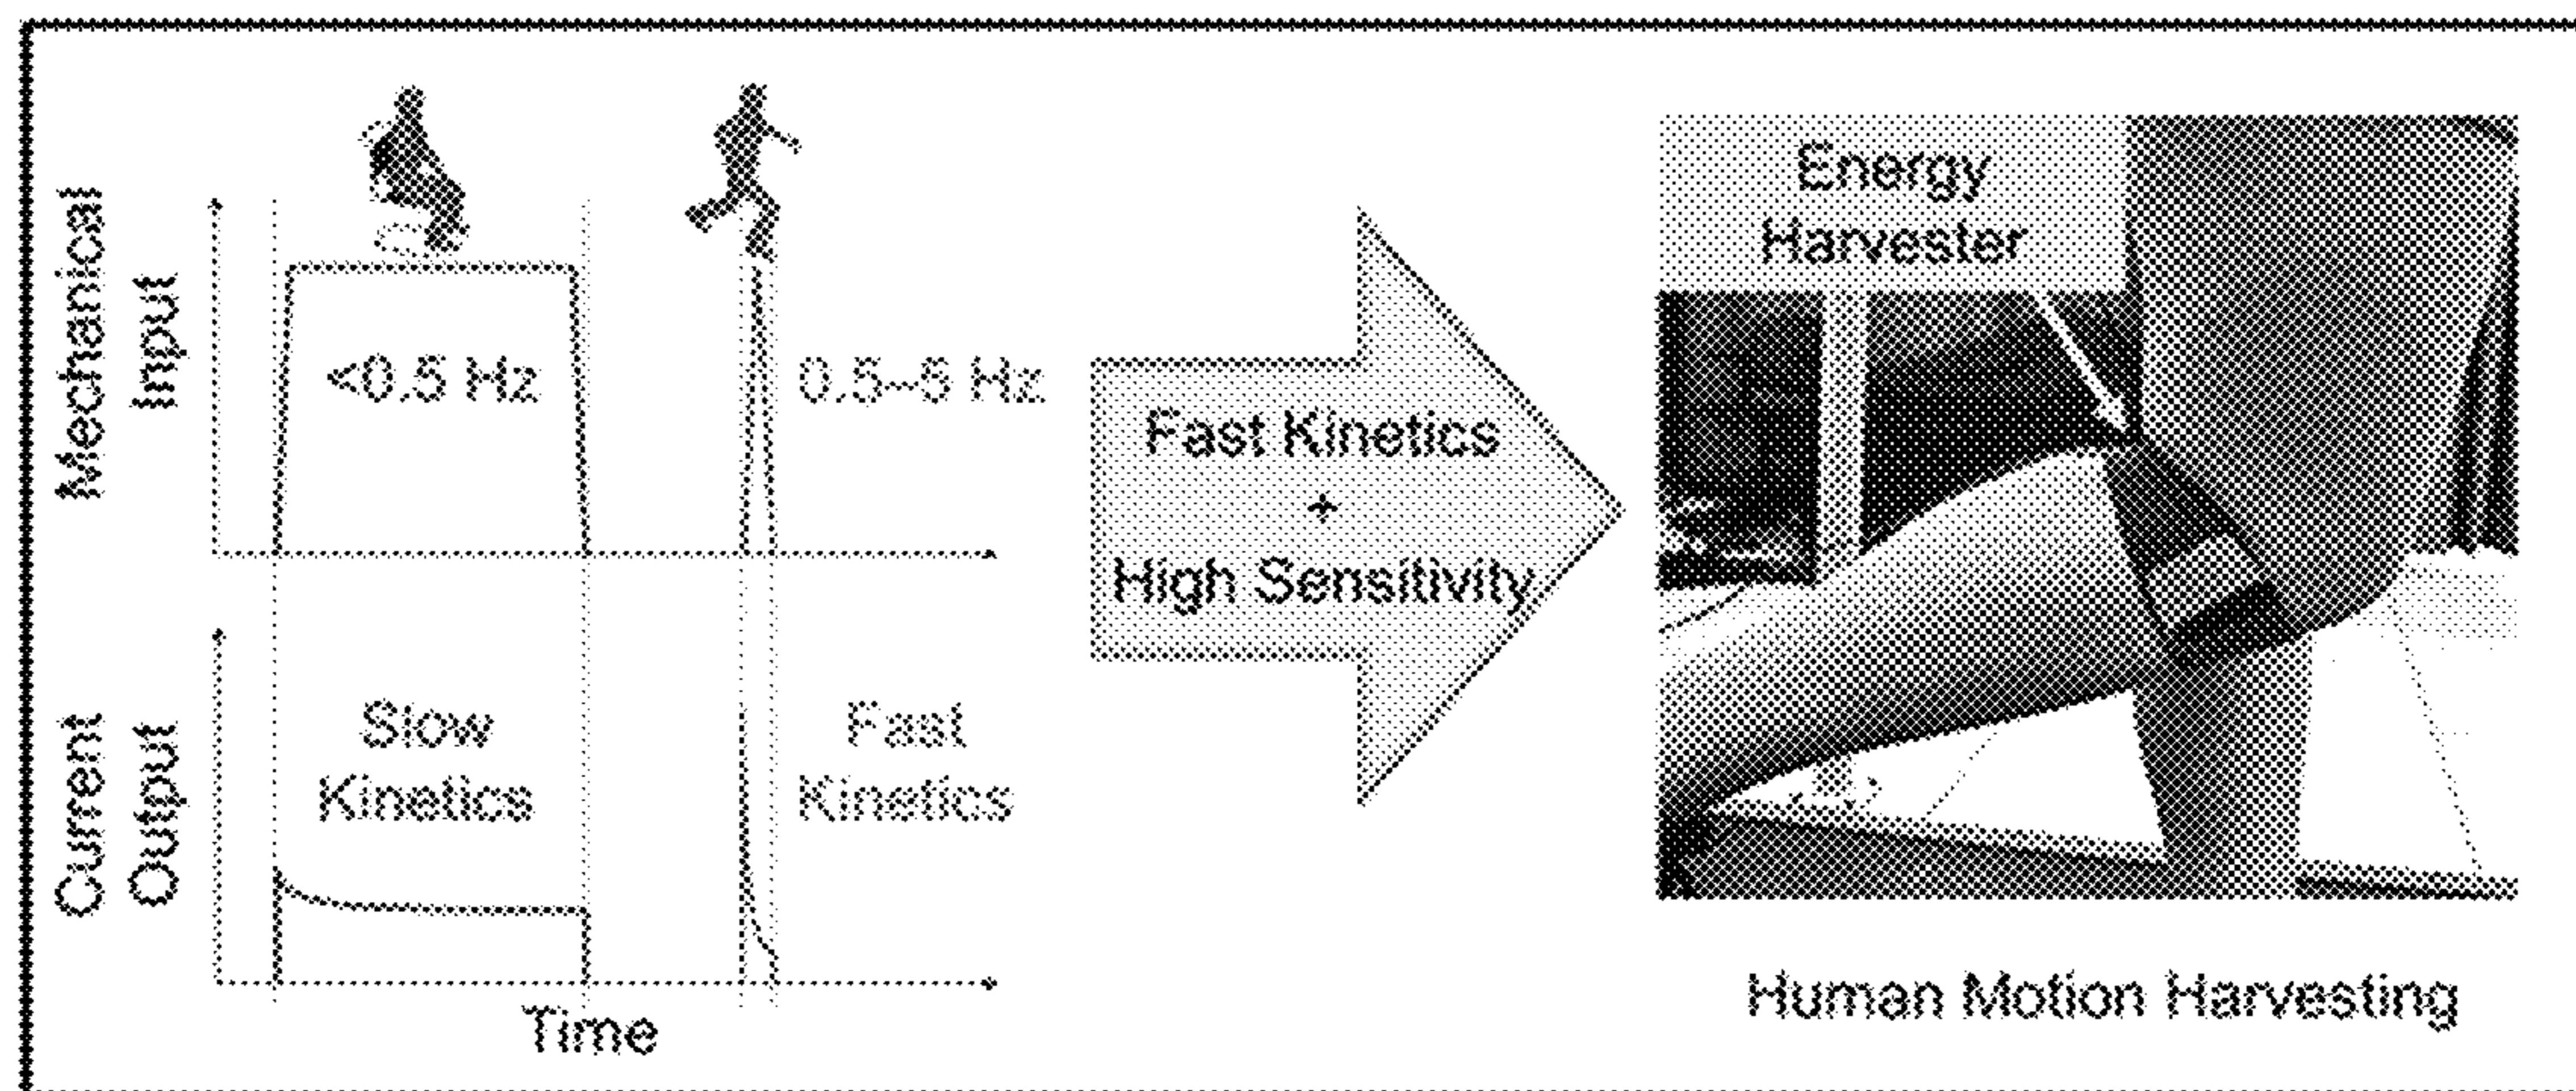 Mechanical
Input
<0.5 Hz
0.5–5 Hz
Current
Output
Slow
Kinetics
Fast
Kinetics
Time
Fast Kinetics
+
High Sensitivity
Energy
Harvester
Human Motion Harvesting